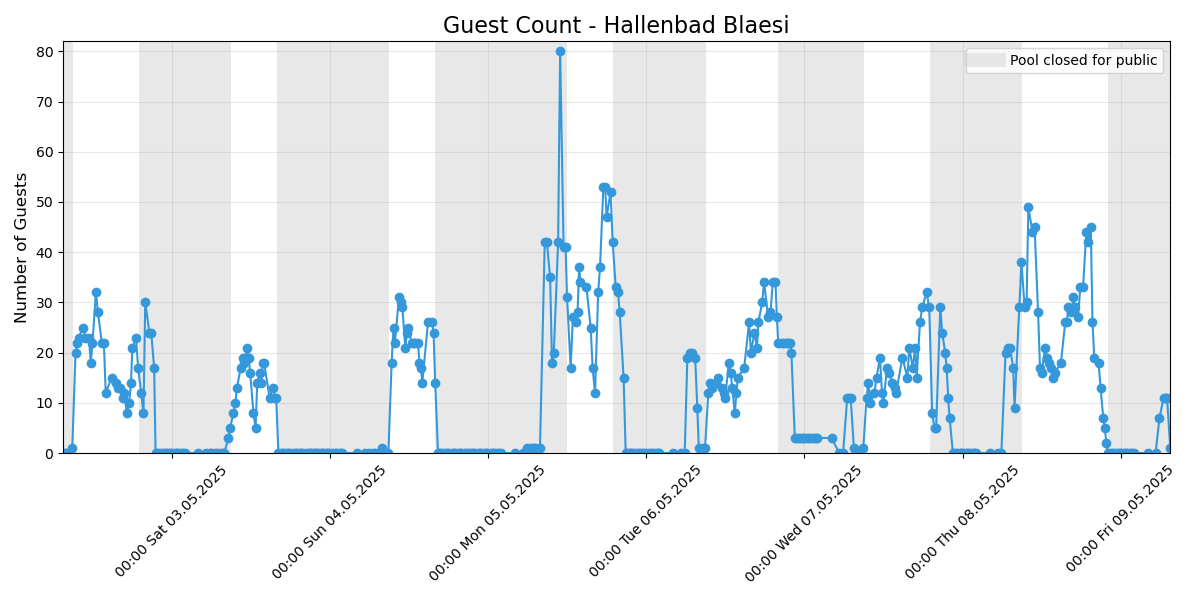 Guest Count - Hallenbad Blaesi
Pool closed for public
Number of Guests
80
70
60
50
40
30
20
10
0
00:00 Sat 03.05.2025
00:00 Sun 04.05.2025
00:00 Mon 05.05.2025
00:00 Tue 06.05.2025
00:00 Wed 07.05.2025
00:00 Thu 08.05.2025
00:00 Fri 09.05.2025